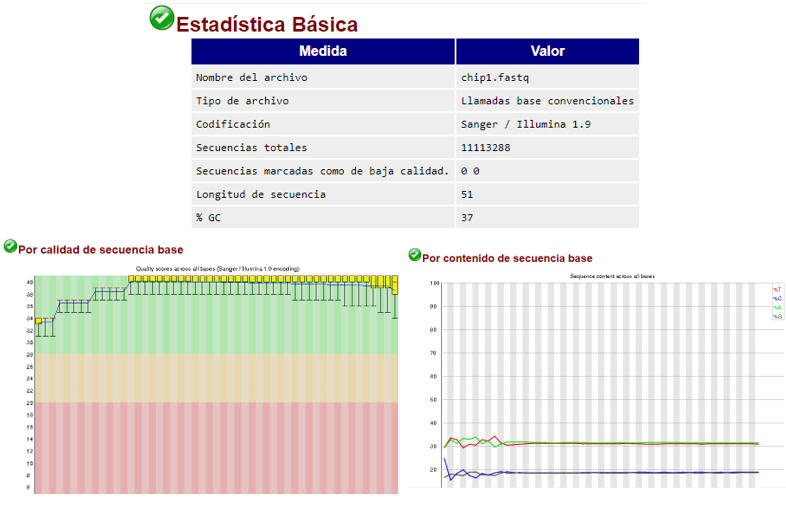 Estadística Básica
Medida Valor
Nombre del archivo chip1.fastq
Tipo de archivo Llamadas base convencionales
Codificación Sanger / Illumina 1.9
Secuencias totales 11113288
Secuencias marcadas como de baja calidad. 0 0
Longitud de secuencia 51
% GC 37
Por calidad de secuencia base
Quality scores across all bases (Sanger / Illumina 1.9 encoding)
40
38
36
34
32
30
28
26
24
22
20
18
16
14
12
10
8
6
Por contenido de secuencia base
Sequence content across all bases
100
90
80
70
60
50
40
30
20
%T
%C
%A
%G